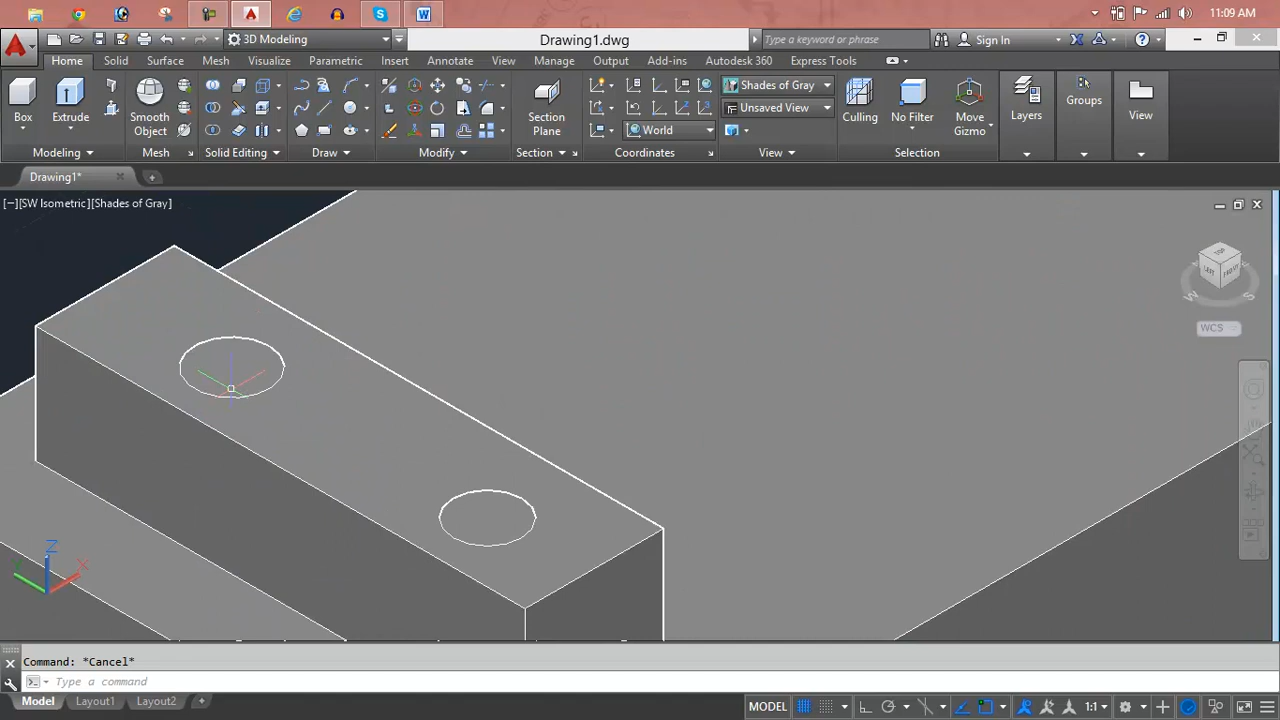 11:09 AM
3D Modeling
Drawing1.dwg
Type a keyword or phrase
Sign In
Home Solid Surface Mesh Visualize Parametric Insert Annotate View Manage Output Add-ins Autodesk 360 Express Tools
Shades of Gray
Unsaved View
World
Box
Extrude
Smooth Object
Section Plane
Culling
No Filter
Move Gizmo
Layers
Groups
View
Modeling
Mesh
Solid Editing
Draw
Modify
Section
Coordinates
View
Selection
Drawing1*
[−][SW Isometric][Shades of Gray]
TOP
LEFT
FRONT
W
S
WCS
Z
Y
X
Command: *Cancel*
Type a command
Model Layout1 Layout2 +
MODEL
1:1